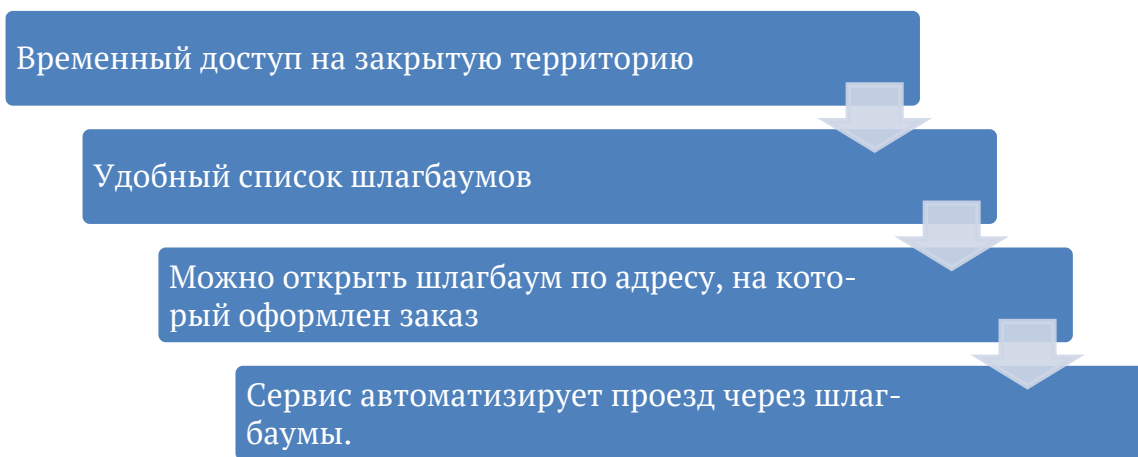 Временный доступ на закрытую территорию
Удобный список шлагбаумов
Можно открыть шлагбаум по адресу, на кото-
рый оформлен заказ
Сервис автоматизирует проезд через шлаг-
баумы.